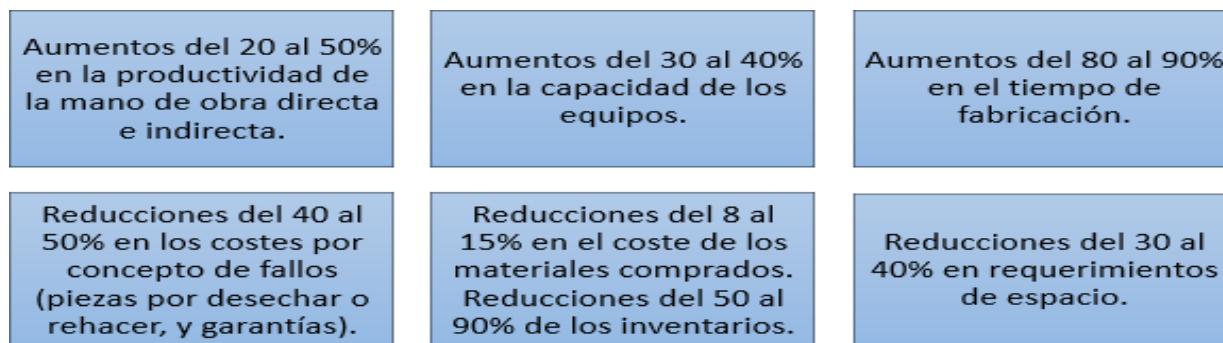 Aumentos del 20 al 50%
en la productividad de
la mano de obra directa
e indirecta.
Aumentos del 30 al 40%
en la capacidad de los
equipos.
Aumentos del 80 al 90%
en el tiempo de
fabricación.
Reducciones del 40 al
50% en los costes por
concepto de fallos
(piezas por desechar o
rehacer, y garantías).
Reducciones del 8 al
15% en el coste de los
materiales comprados.
Reducciones del 50 al
90% de los inventarios.
Reducciones del 30 al
40% en requerimientos
de espacio.